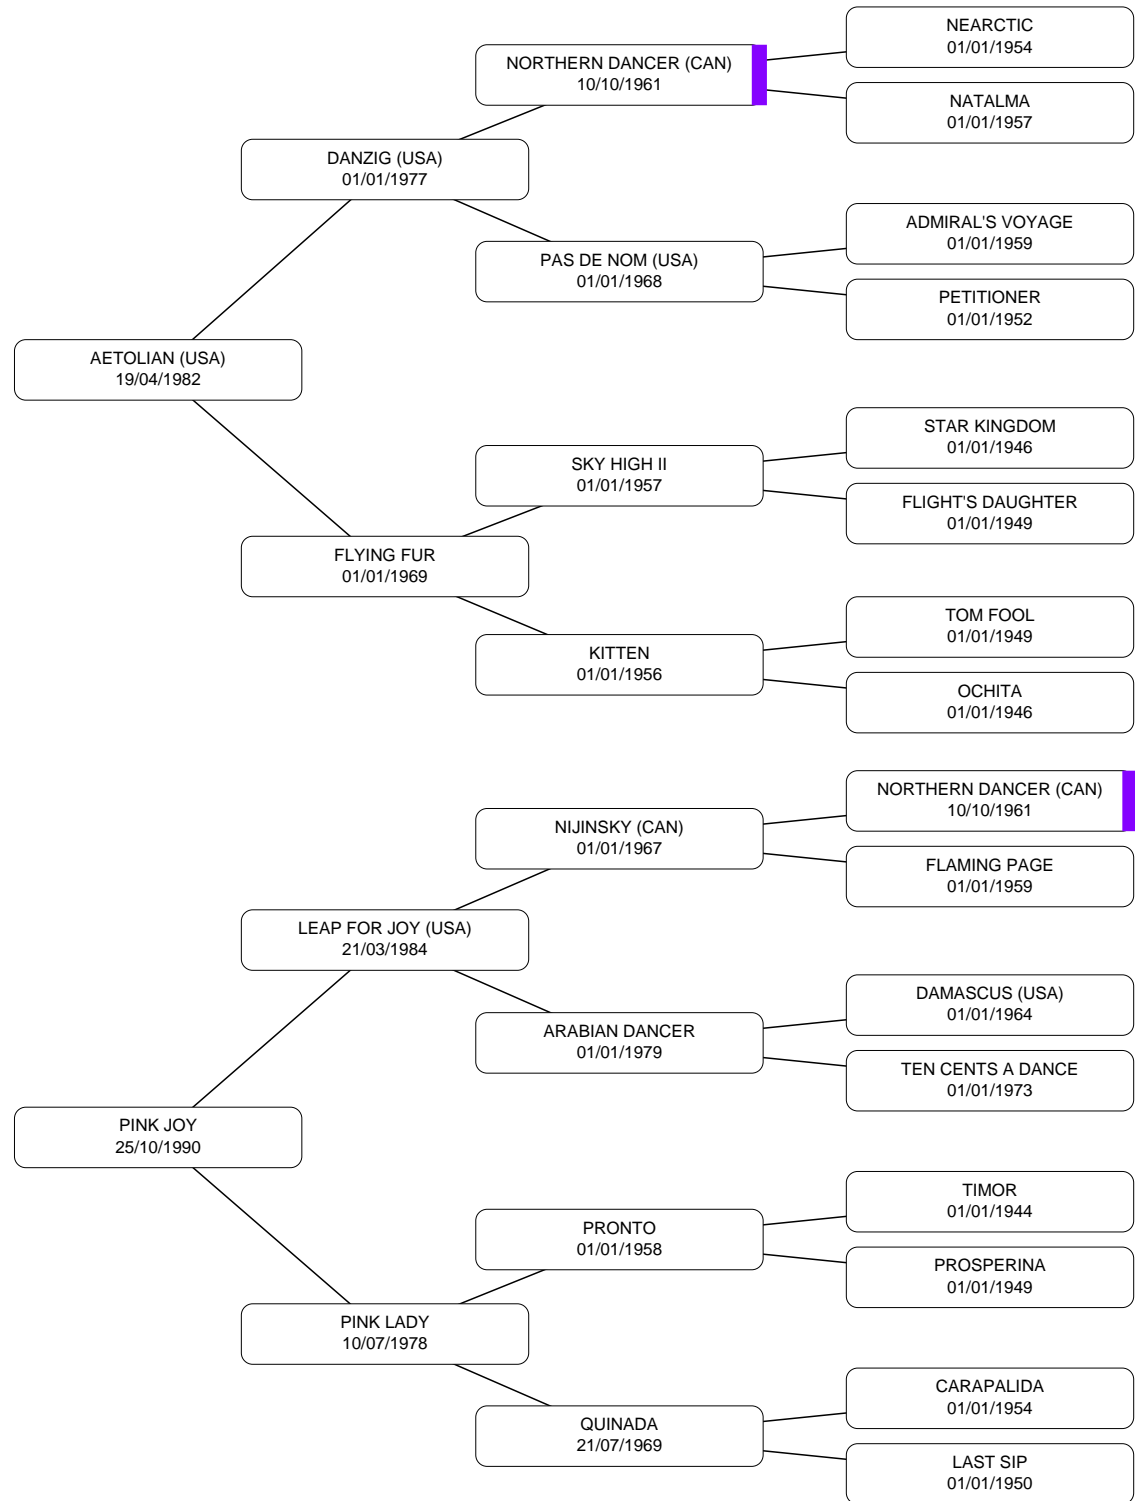 NEARCTIC
01/01/1954
NORTHERN DANCER (CAN)
10/10/1961
NATALMA
01/01/1957
DANZIG (USA)
01/01/1977
ADMIRAL'S VOYAGE
01/01/1959
PAS DE NOM (USA)
01/01/1968
PETITIONER
01/01/1952
AETOLIAN (USA)
19/04/1982
STAR KINGDOM
01/01/1946
SKY HIGH II
01/01/1957
FLIGHT'S DAUGHTER
01/01/1949
FLYING FUR
01/01/1969
TOM FOOL
01/01/1949
KITTEN
01/01/1956
OCHITA
01/01/1946
NORTHERN DANCER (CAN)
10/10/1961
NIJINSKY (CAN)
01/01/1967
FLAMING PAGE
01/01/1959
LEAP FOR JOY (USA)
21/03/1984
DAMASCUS (USA)
01/01/1964
ARABIAN DANCER
01/01/1979
TEN CENTS A DANCE
01/01/1973
PINK JOY
25/10/1990
TIMOR
01/01/1944
PRONTO
01/01/1958
PROSPERINA
01/01/1949
PINK LADY
10/07/1978
CARAPALIDA
01/01/1954
QUINADA
21/07/1969
LAST SIP
01/01/1950